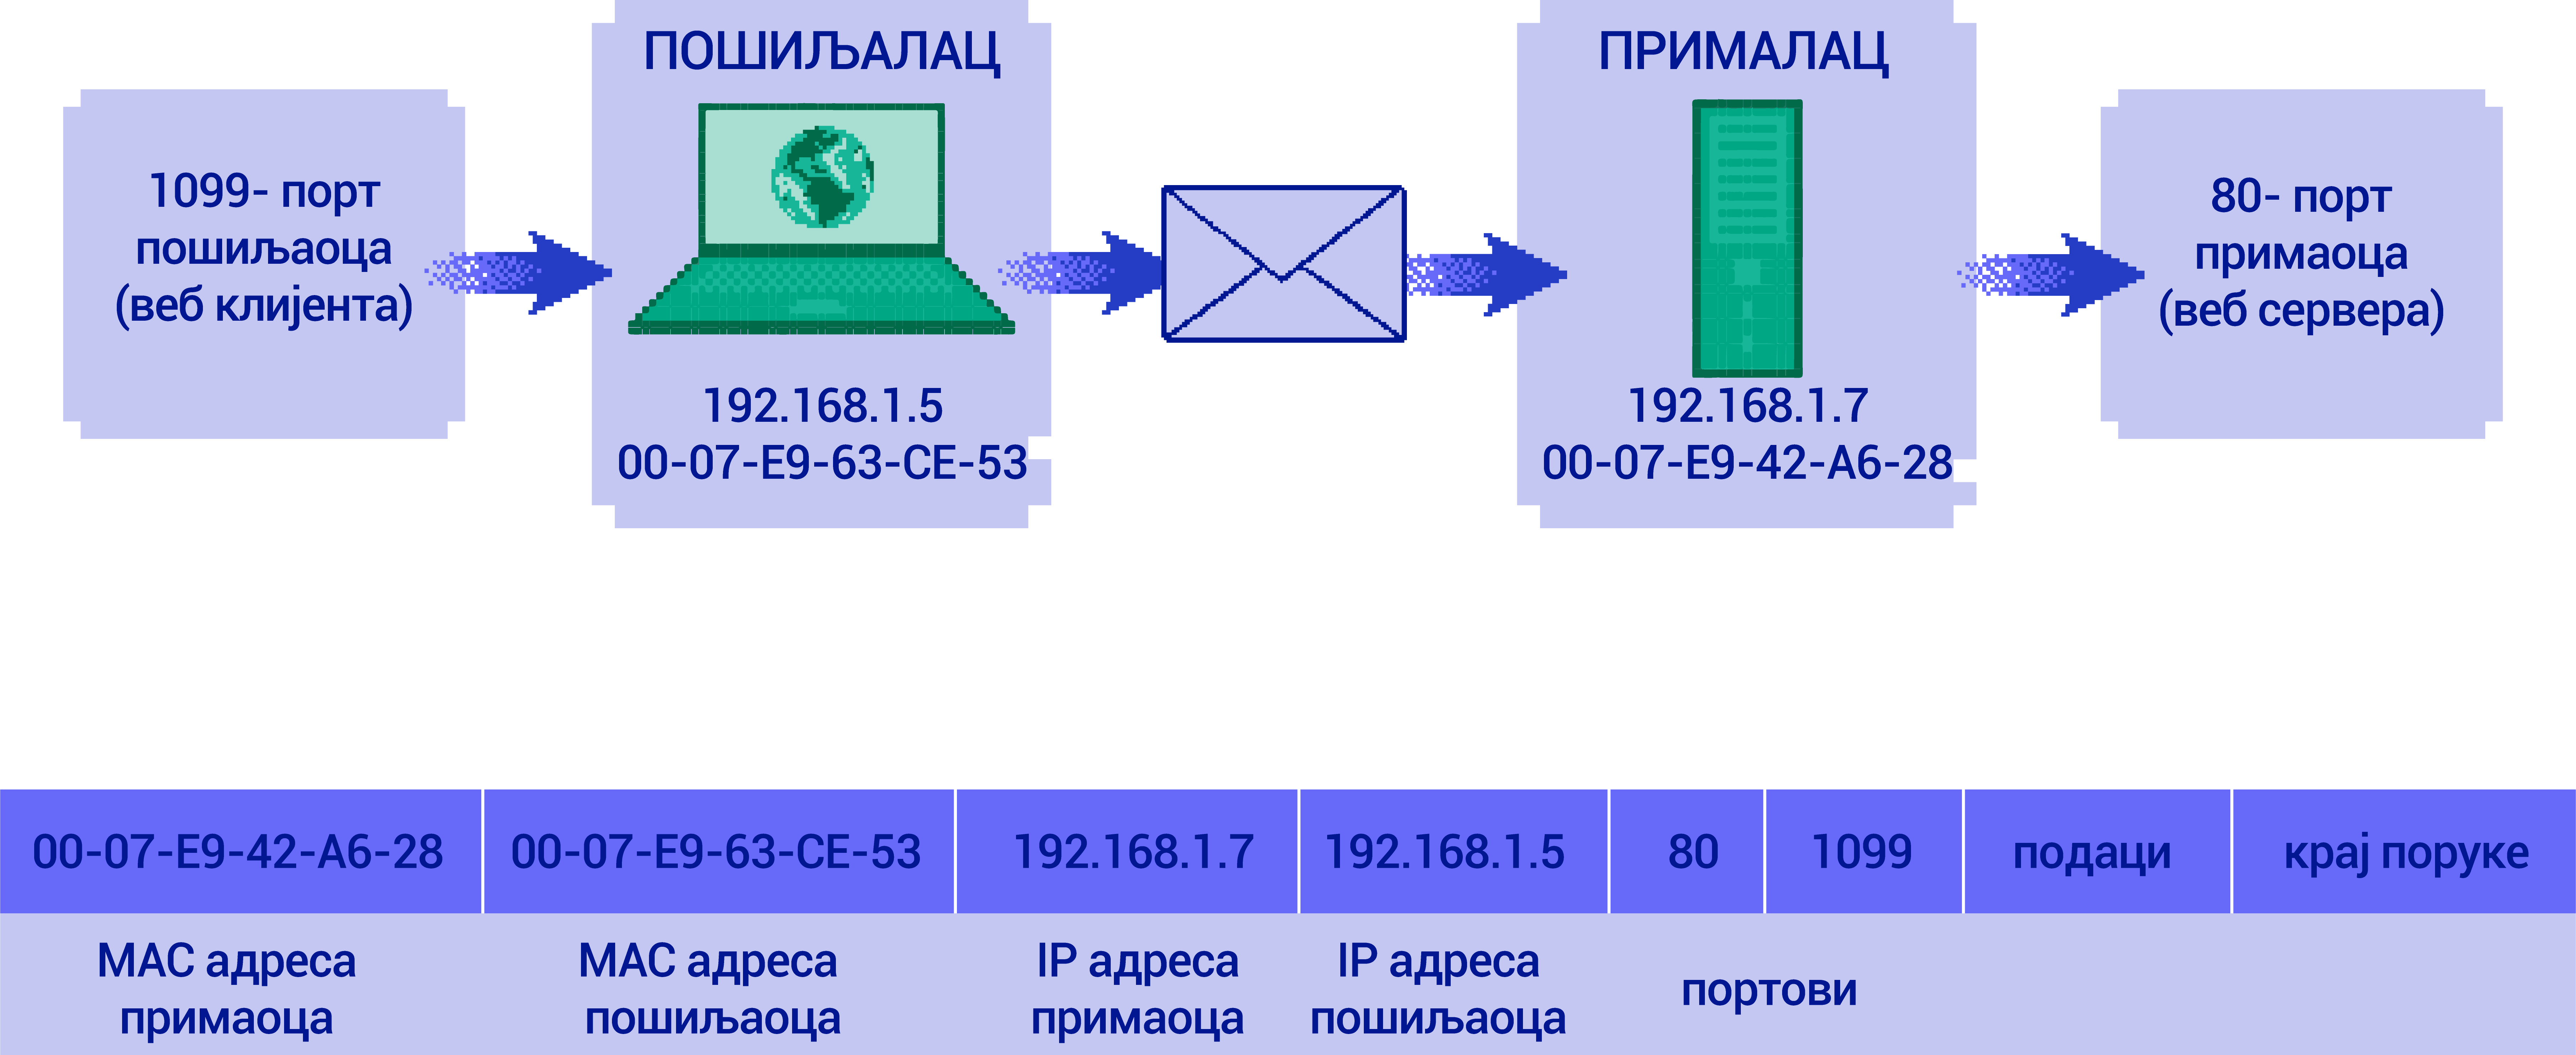 ПОШИЉАЛАЦ
ПРИМАЛАЦ
1099- порт
пошиљаоца
(веб клијента)
80- порт
примаоца
(веб сервера)
192.168.1.5
00-07-E9-63-CE-53
192.168.1.7
00-07-E9-42-A6-28
00-07-E9-42-A6-28 00-07-E9-63-CE-53 192.168.1.7 192.168.1.5 80 1099 подаци крај поруке
MAC адреса
примаоца
MAC адреса
пошиљаоца
IP адреса
примаоца
IP адреса
пошиљаоца
портови